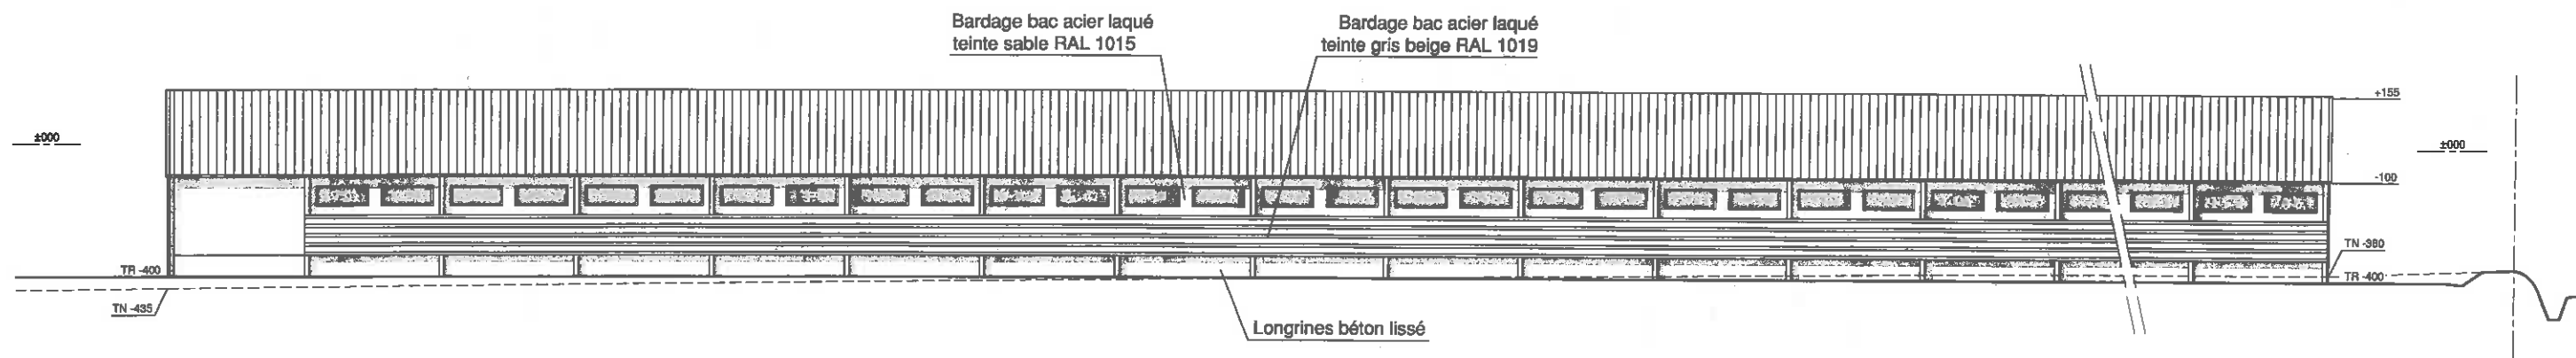 Bardage bac acier laqué
teinte sable RAL 1015
Bardage bac acier laqué
teinte gris beige RAL 1019
+155
±000
±000
-100
TN -380
TR -400
TR -400
TN -435
Longrines béton lissé